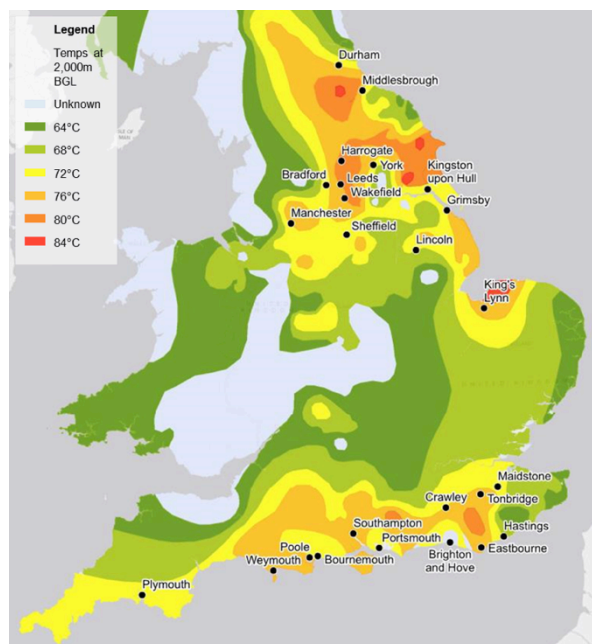 Legend
Temps at
2,000m
BGL
Unknown
64°C
68°C
72°C
76°C
80°C
84°C
Durham
Middlesbrough
Harrogate
York
Kingston
upon Hull
Bradford
Leeds
Wakefield
Grimsby
Manchester
Sheffield
Lincoln
King's
Lynn
Maidstone
Crawley
Tonbridge
Southampton
Hastings
Portsmouth
Poole
Bournemouth
Brighton
and Hove
Eastbourne
Weymouth
Plymouth